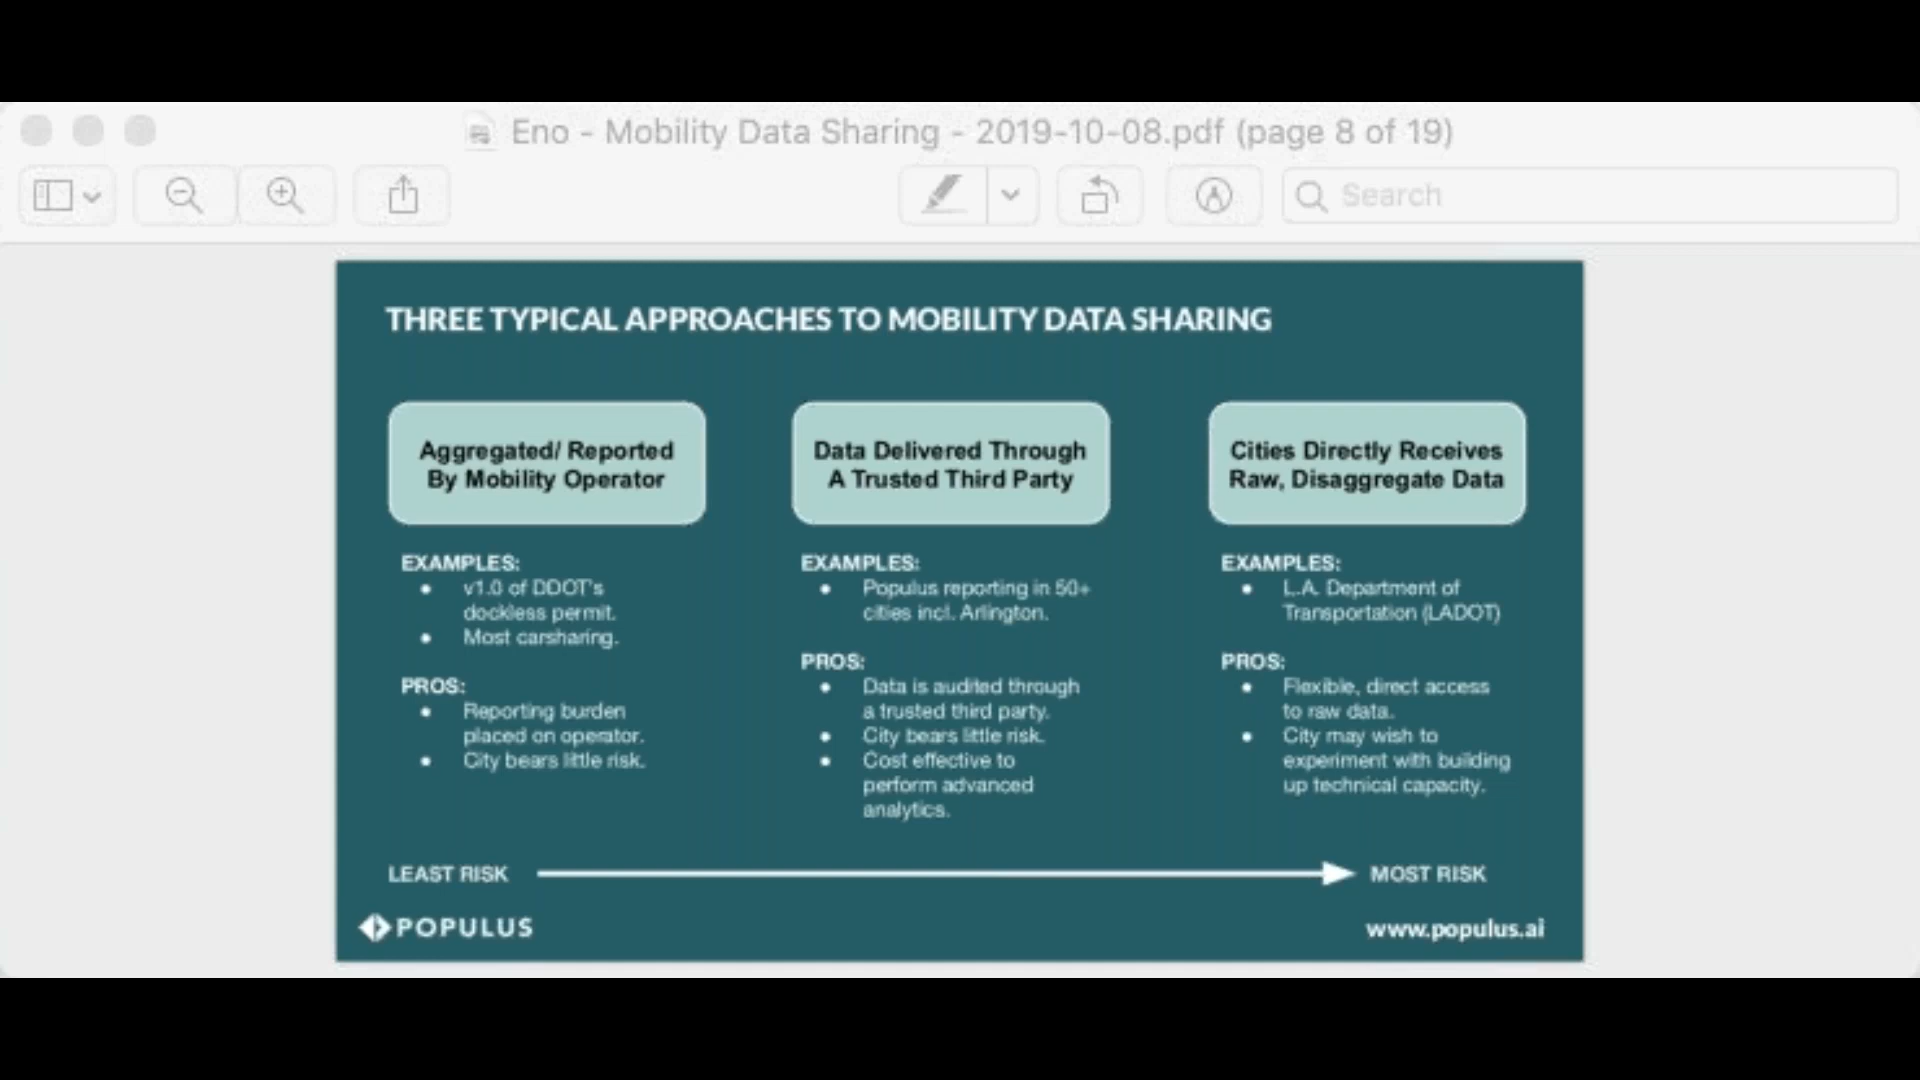 Eno - Mobility Data Sharing - 2019-10-08.pdf (page 8 of 19)
Search
THREE TYPICAL APPROACHES TO MOBILITY DATA SHARING
Aggregated/ Reported
By Mobility Operator
EXAMPLES:
● v1.0 of DDOT's
dockless permit.
● Most carsharing.
PROS:
● Reporting burden
placed on operator.
● City bears little risk.
Data Delivered Through
A Trusted Third Party
EXAMPLES:
● Populus reporting in 50+
cities incl. Arlington.
PROS:
● Data is audited through
a trusted third party.
● City bears little risk.
● Cost effective to
perform advanced
analytics.
Cities Directly Receives
Raw, Disaggregate Data
EXAMPLES:
● L.A. Department of
Transportation (LADOT)
PROS:
● Flexible, direct access
to raw data.
● City may wish to
experiment with building
up technical capacity.
LEAST RISK
MOST RISK
POPULUS
www.populus.ai